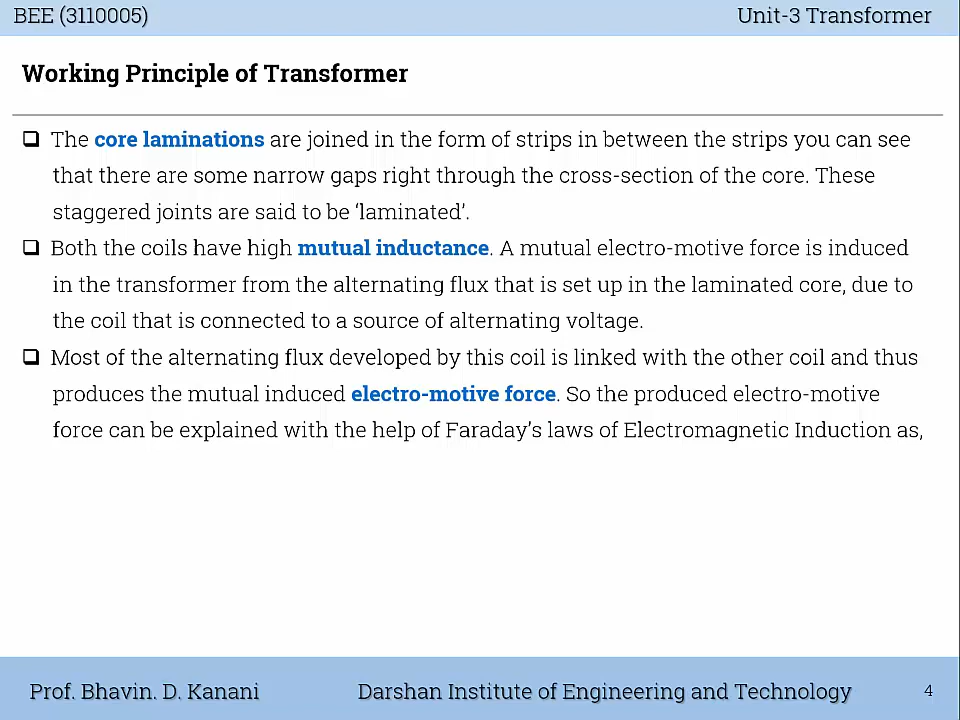 BEE (3110005) Unit-3 Transformer
Working Principle of Transformer
❑ The core laminations are joined in the form of strips in between the strips you can see
that there are some narrow gaps right through the cross-section of the core. These
staggered joints are said to be ‘laminated’.
❑ Both the coils have high mutual inductance. A mutual electro-motive force is induced
in the transformer from the alternating flux that is set up in the laminated core, due to
the coil that is connected to a source of alternating voltage.
❑ Most of the alternating flux developed by this coil is linked with the other coil and thus
produces the mutual induced electro-motive force. So the produced electro-motive
force can be explained with the help of Faraday’s laws of Electromagnetic Induction as,
Prof. Bhavin. D. Kanani Darshan Institute of Engineering and Technology 4